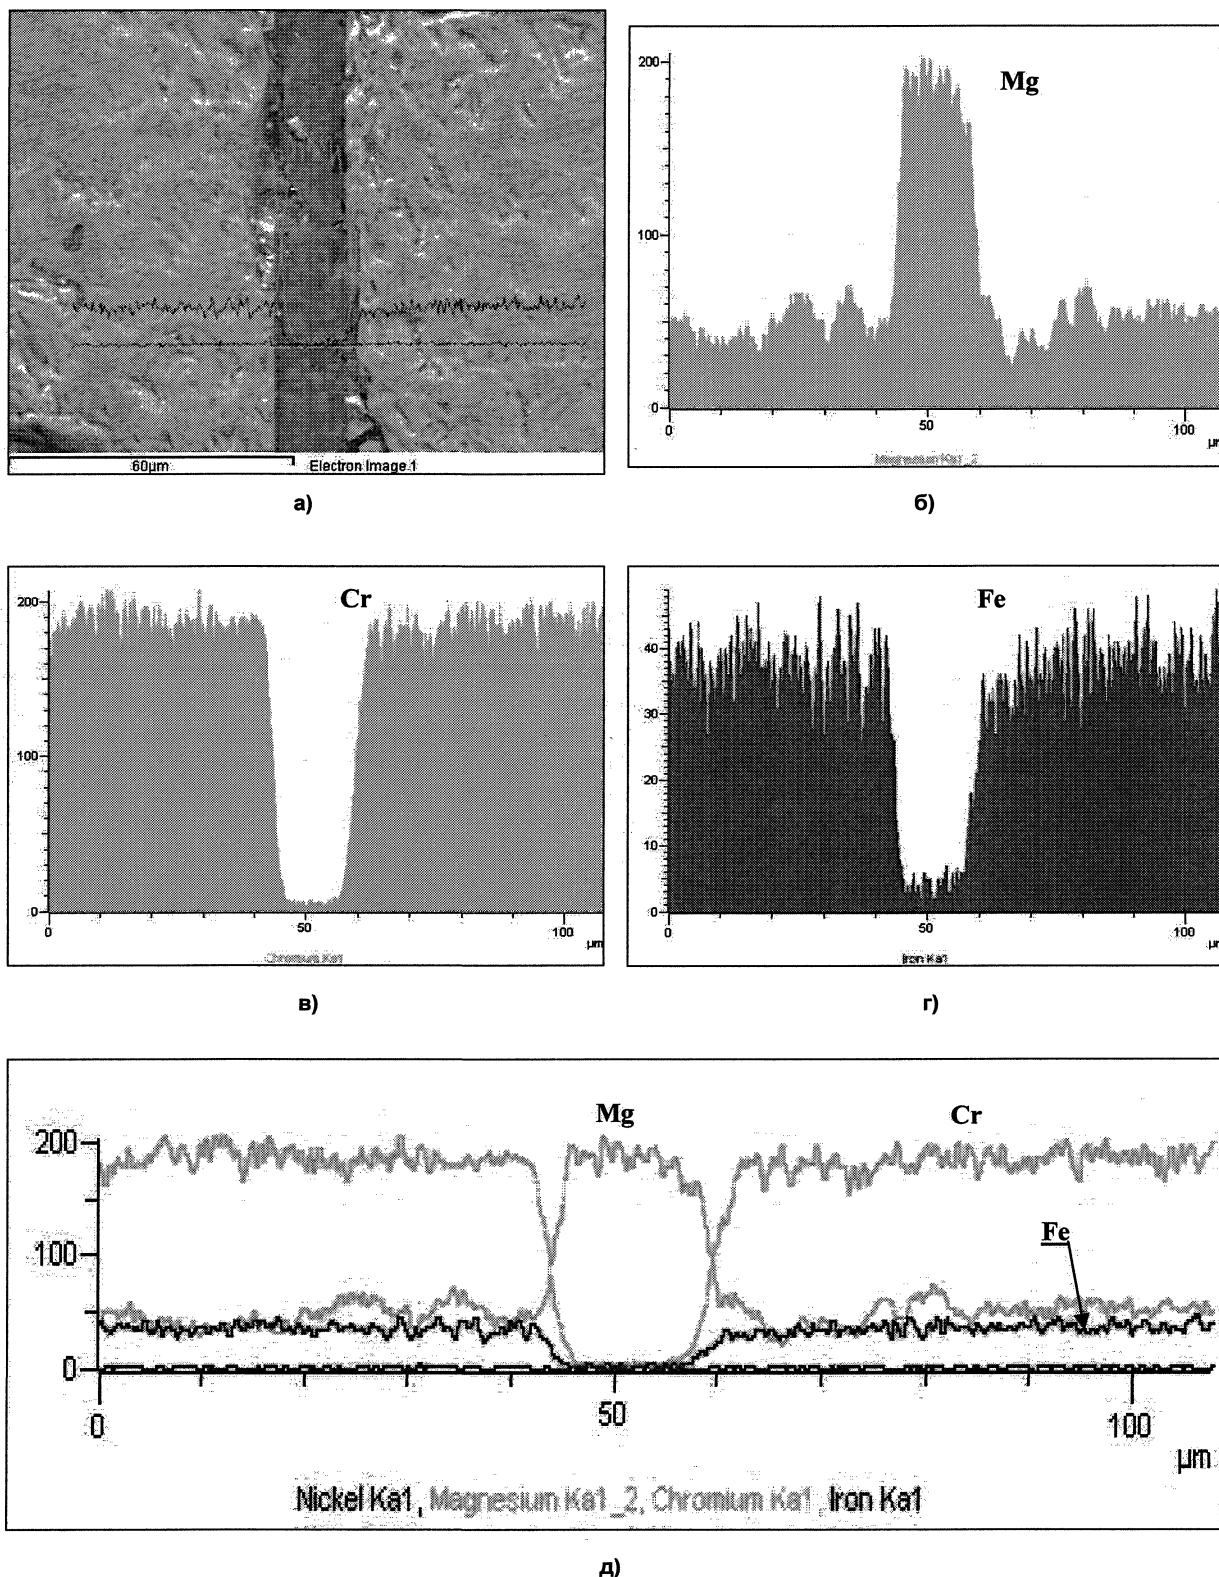 60µm
Electron Image 1
а)
200
100
0
Mg
0
50
100
µm
Magnesium Ka1_2
б)
200
100
0
Cr
0
50
100
µm
Chromium Ka1
в)
40
30
20
10
0
Fe
0
50
100
µm
Iron Ka1
г)
Mg
Cr
200
100
0
Fe
0
50
100
µm
Nickel Ka1, Magnesium Ka1_2, Chromium Ka1, Iron Ka1
д)